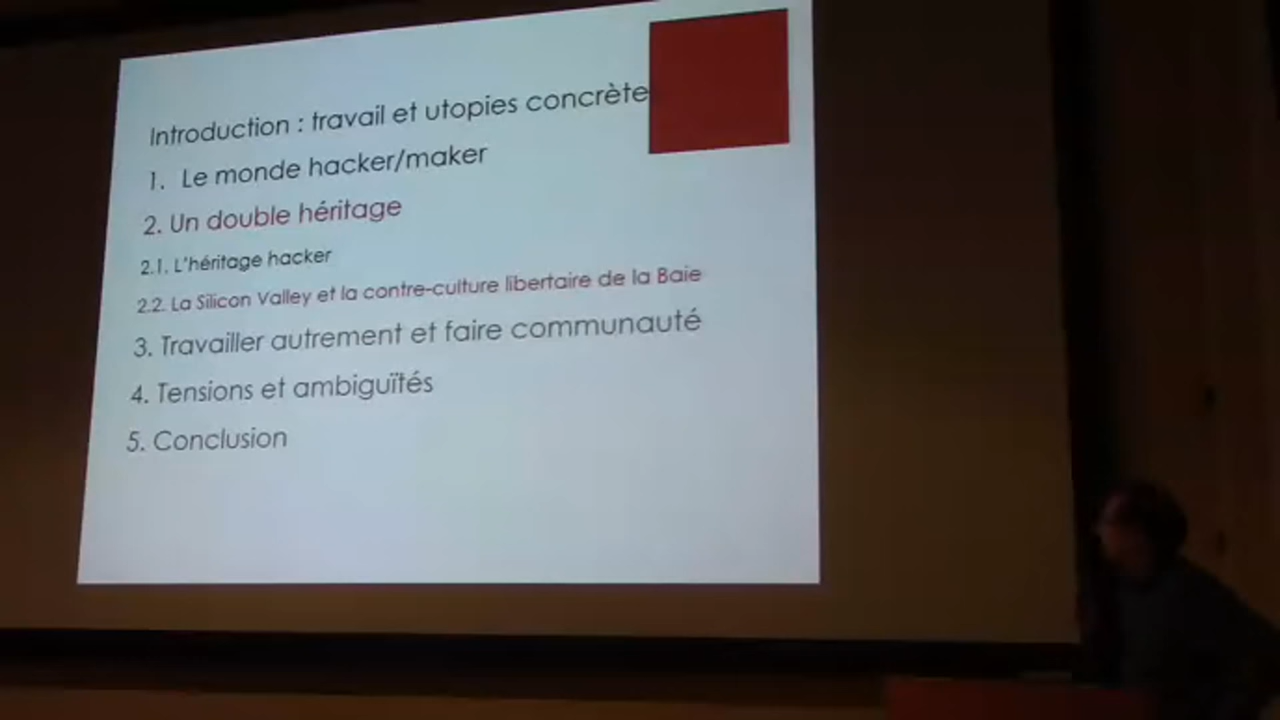 Introduction : travail et utopies concrète
1. Le monde hacker/maker
2. Un double héritage
2.1. L'héritage hacker
2.2. La Silicon Valley et la contre-culture libertaire de la Baie
3. Travailler autrement et faire communauté
4. Tensions et ambiguïtés
5. Conclusion